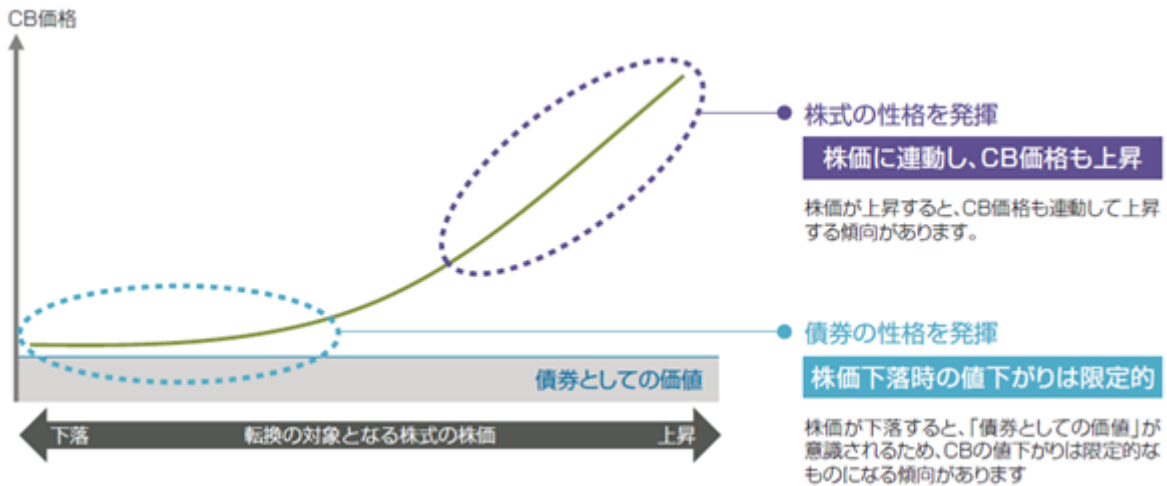 CB価格
株式の性格を発揮
株価に連動し、CB価格も上昇
株価が上昇すると、CB価格も連動して上昇
する傾向があります。
債券の性格を発揮
株価下落時の値下がりは限定的
株価が下落すると、「債券としての価値」が
意識されるため、CBの値下がりは限定的な
ものになる傾向があります
債券としての価値
下落
転換の対象となる株式の株価
上昇